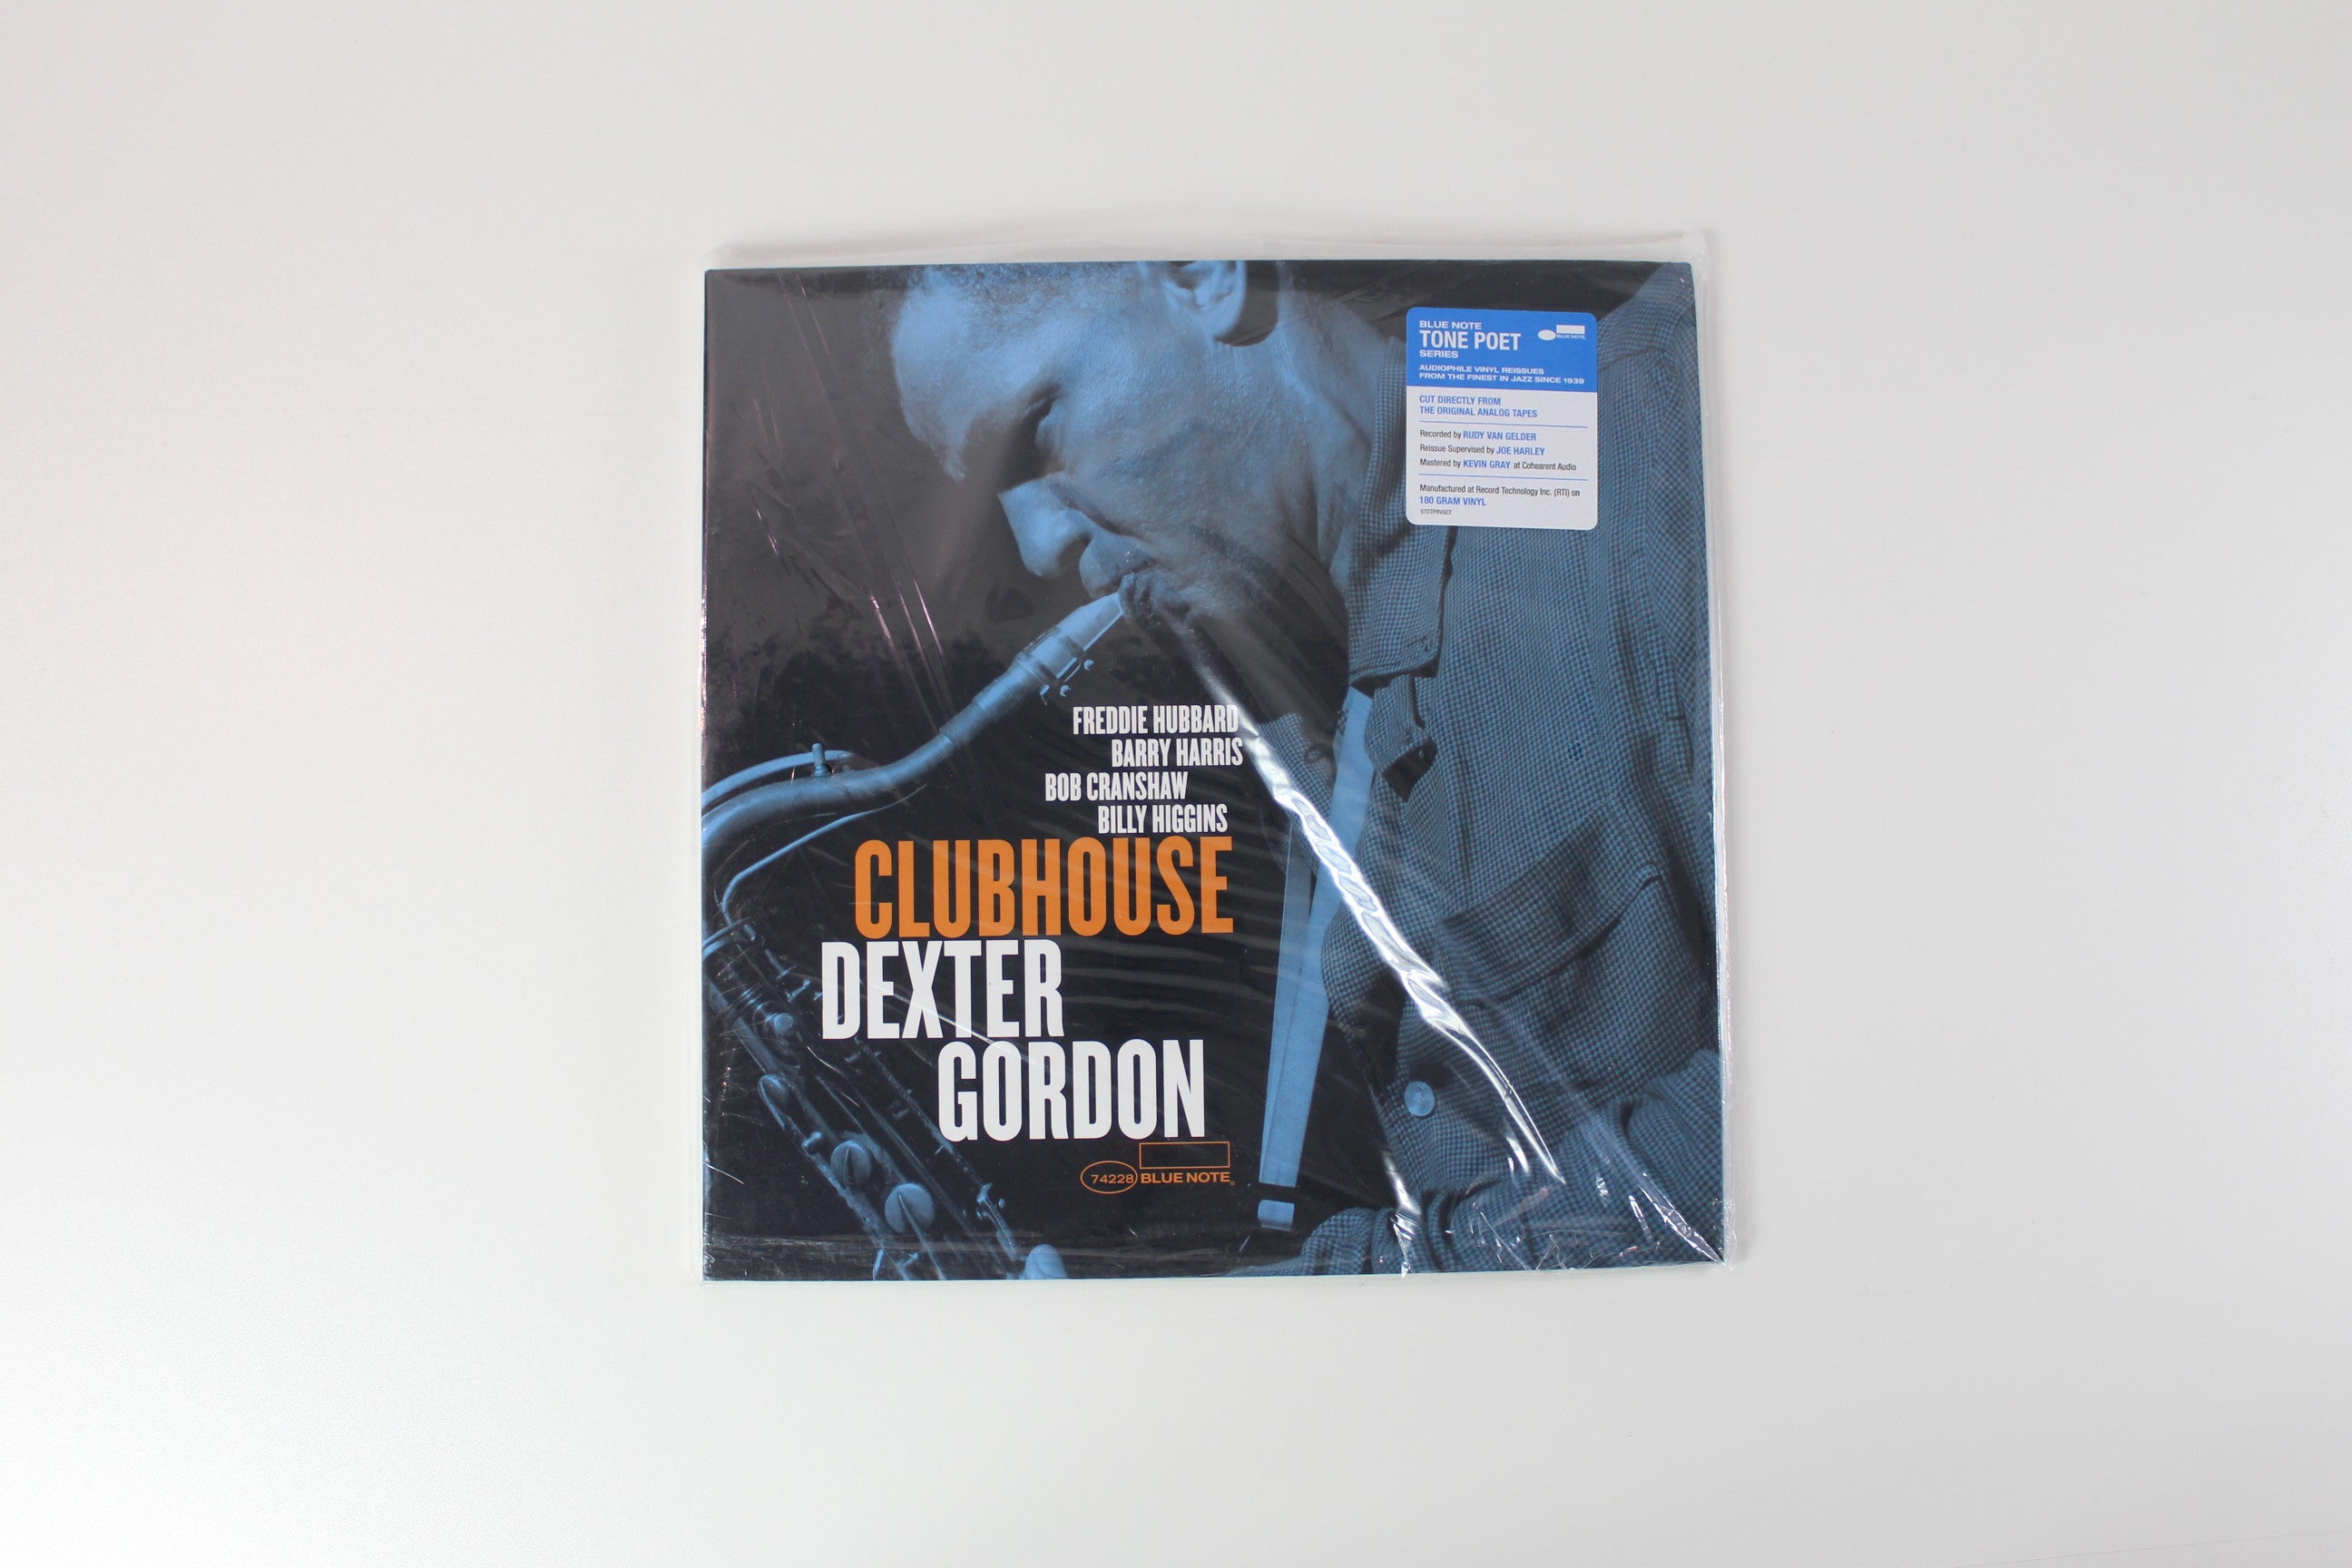 BLUE NOTE
TONE POET
SERIES
BLUE NOTE
AUDIOPHILE VINYL REISSUES
FROM THE FINEST IN JAZZ SINCE 1939
CUT DIRECTLY FROM
THE ORIGINAL ANALOG TAPES
Recorded by RUDY VAN GELDER
Reissue Supervised by JOE HARLEY
Mastered by KEVIN GRAY at Cohearent Audio
Manufactured at Record Technology Inc. (RTI) on
180 GRAM VINYL
FREDDIE HUBBARD
BARRY HARRIS
BOB CRANSHAW
BILLY HIGGINS
CLUBHOUSE
DEXTER
GORDON
74228 BLUE NOTE